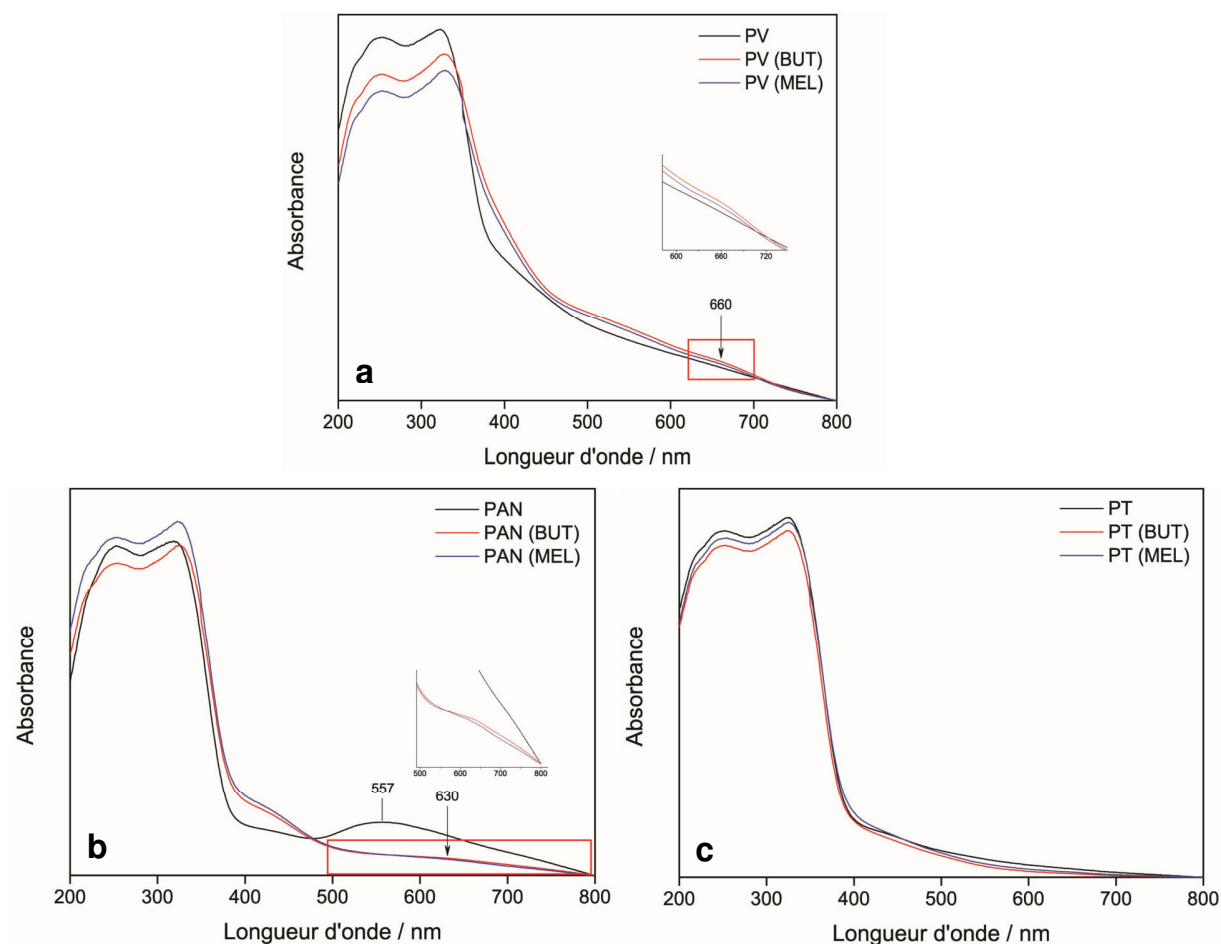 PV
PV (BUT)
PV (MEL)
Absorbance
600 660 720
660
a
200 300 400 500 600 700 800
Longueur d'onde / nm
PAN
PAN (BUT)
PAN (MEL)
Absorbance
500 600 700 800
557
630
b
200 300 400 500 600 700 800
Longueur d'onde / nm
PT
PT (BUT)
PT (MEL)
Absorbance
c
200 300 400 500 600 700 800
Longueur d'onde / nm